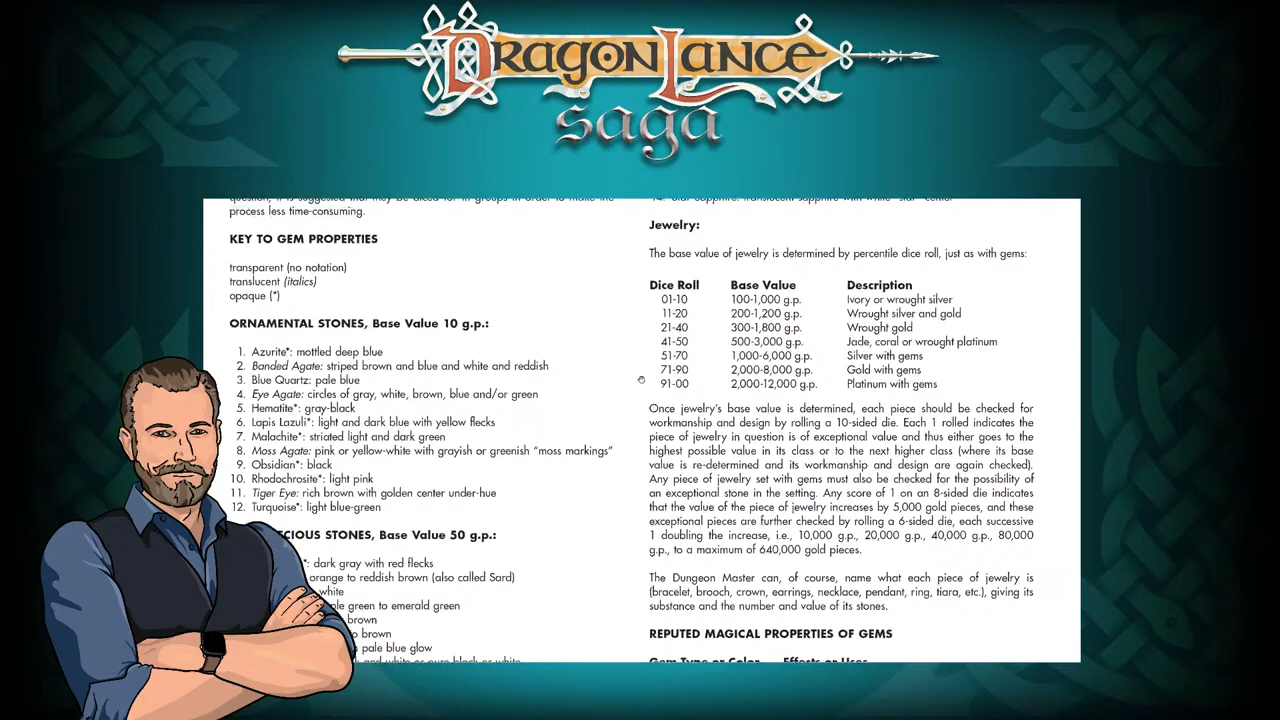 DragonLance
saga
process less time-consuming.
KEY TO GEM PROPERTIES
transparent (no notation)
translucent (italics)
opaque (*)
ORNAMENTAL STONES, Base Value 10 g.p.:
1. Azurite*: mottled deep blue
2. Banded Agate: striped brown and blue and white and reddish
3. Blue Quartz: pale blue
4. Eye Agate: circles of gray, white, brown, blue and/or green
5. Hematite*: gray-black
6. Lapis Lazuli*: light and dark blue with yellow flecks
7. Malachite*: striated light and dark green
8. Moss Agate: pink or yellow-white with grayish or greenish “moss markings”
9. Obsidian*: black
10. Rhodochrosite*: light pink
11. Tiger Eye: rich brown with golden center under-hue
12. Turquoise*: light blue-green
STONES, Base Value 50 g.p.:
dark gray with red flecks
orange to reddish brown (also called Sard)
white
green to emerald green
brown
to brown
pale blue glow
and white or pure black or white
Jewelry:
The base value of jewelry is determined by percentile dice roll, just as with gems:
Dice Roll Base Value Description
01-10 100-1,000 g.p. Ivory or wrought silver
11-20 200-1,200 g.p. Wrought silver and gold
21-40 300-1,800 g.p. Wrought gold
41-50 500-3,000 g.p. Jade, coral or wrought platinum
51-70 1,000-6,000 g.p. Silver with gems
71-90 2,000-8,000 g.p. Gold with gems
91-00 2,000-12,000 g.p. Platinum with gems
Once jewelry’s base value is determined, each piece should be checked for
workmanship and design by rolling a 10-sided die. Each 1 rolled indicates the
piece of jewelry in question is of exceptional value and thus either goes to the
highest possible value in its class or to the next higher class (where its base
value is re-determined and its workmanship and design are again checked).
Any piece of jewelry set with gems must also be checked for the possibility of
an exceptional stone in the setting. Any score of 1 on an 8-sided die indicates
that the value of the piece of jewelry increases by 5,000 gold pieces, and these
exceptional pieces are further checked by rolling a 6-sided die, each successive
1 doubling the increase, i.e., 10,000 g.p., 20,000 g.p., 40,000 g.p., 80,000
g.p., to a maximum of 640,000 gold pieces.
The Dungeon Master can, of course, name what each piece of jewelry is
(bracelet, brooch, crown, earrings, necklace, pendant, ring, tiara, etc.), giving its
substance and the number and value of its stones.
REPUTED MAGICAL PROPERTIES OF GEMS
Gem Type or Color Effects or Uses